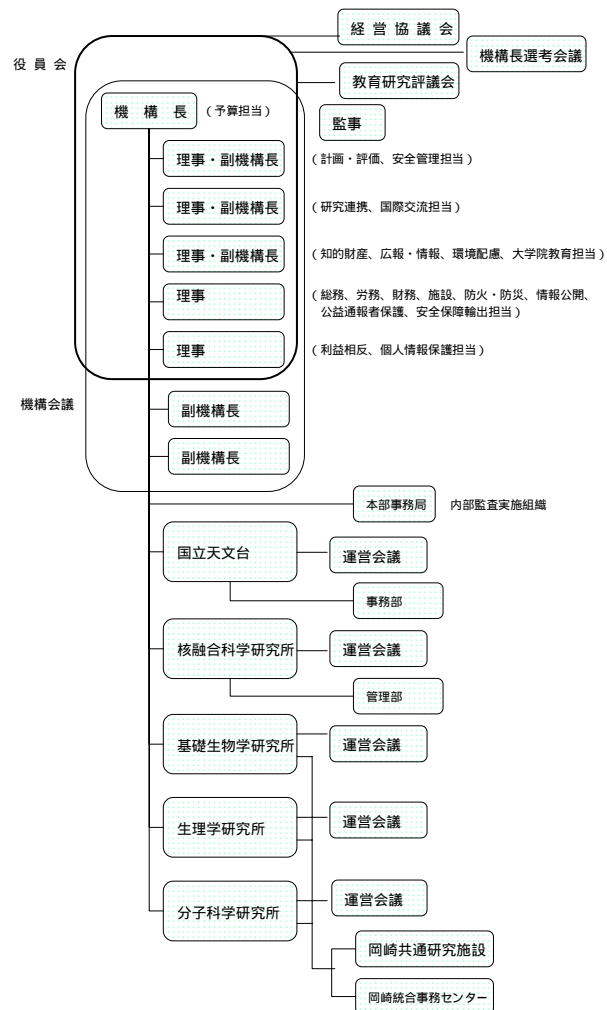 経営協議会
役員会
機構長選考会議
教育研究評議会
機構長
（予算担当）
監事
理事・副機構長
（計画・評価、安全管理担当）
理事・副機構長
（研究連携、国際交流担当）
理事・副機構長
（知的財産、広報・情報、環境配慮、大学院教育担当）
理事
（総務、労務、財務、施設、防火・防災、情報公開、
公益通報者保護、安全保障輸出担当）
理事
（利益相反、個人情報保護担当）
機構会議
副機構長
副機構長
本部事務局
内部監査実施組織
国立天文台
運営会議
事務部
核融合科学研究所
運営会議
管理部
基礎生物学研究所
運営会議
生理学研究所
運営会議
分子科学研究所
運営会議
岡崎共通研究施設
岡崎統合事務センター